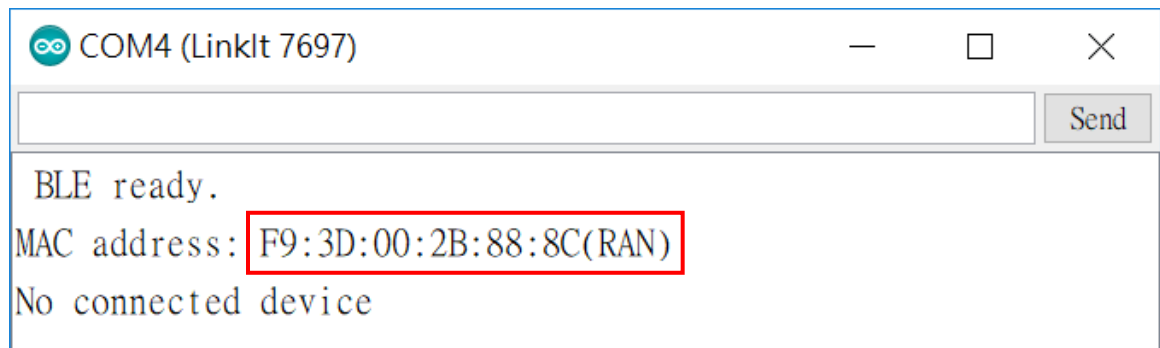 COM4 (LinkIt 7697)
Send
BLE ready.
MAC address: F9:3D:00:2B:88:8C(RAN)
No connected device